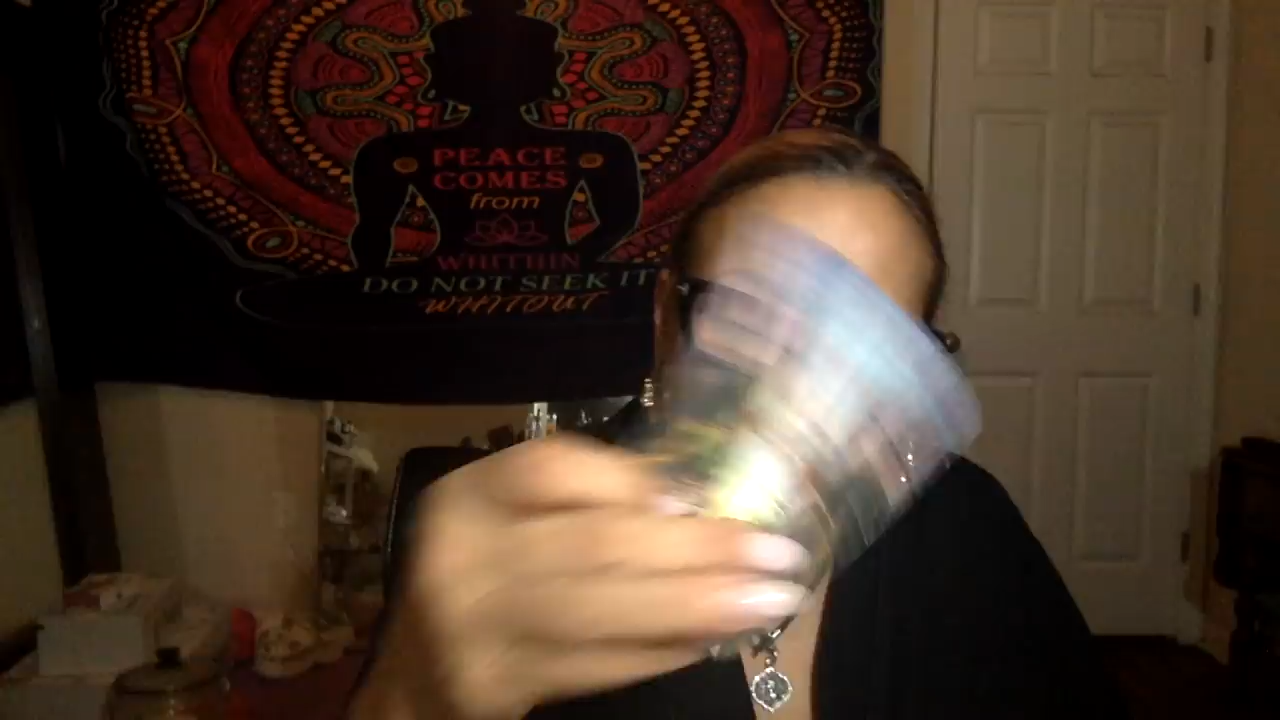 PEACE
COMES
from
WHITHIN
DO NOT SEEK IT
WHITOUT